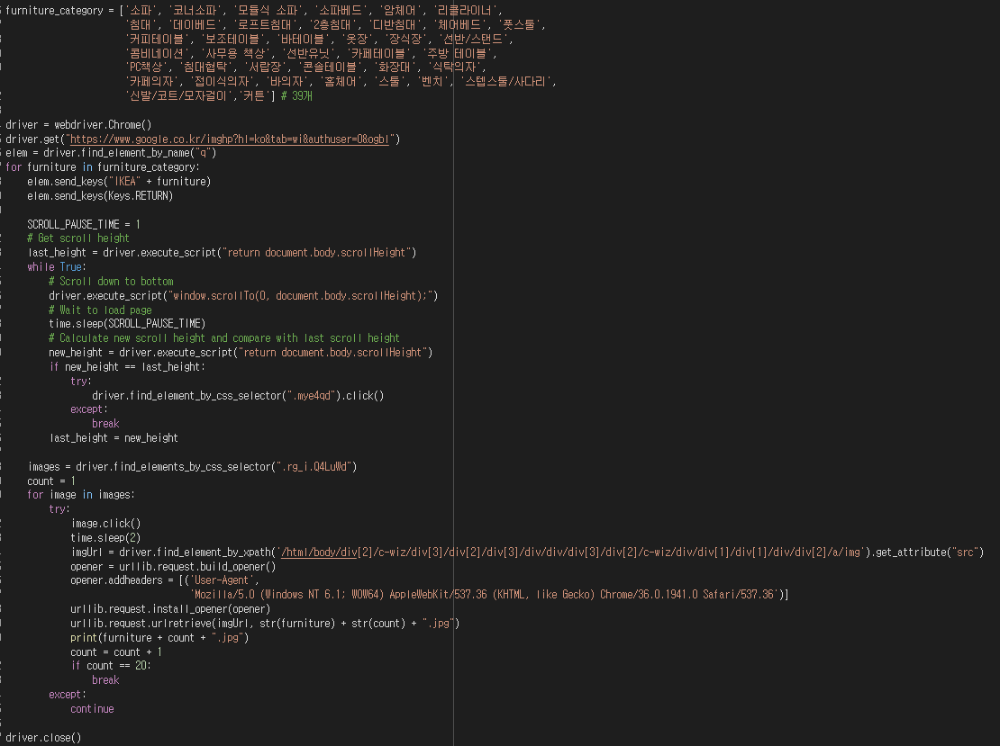 furniture_category = ['소파', '코너소파', '모듈식 소파', '소파베드', '암체어', '리클라이너',
'침대', '데이베드', '로프트침대', '2층침대', '디반침대', '체어베드', '풋스툴',
'커피테이블', '보조테이블', '바테이블', '옷장', '장식장', '선반/스탠드',
'콤비네이션', '사무용 책상', '선반유닛', '카페테이블', '주방 테이블',
'PC책상', '침대협탁', '서랍장', '콘솔테이블', '화장대', '식탁의자',
'카페의자', '접이식의자', '바의자', '홈체어', '스툴', '벤치', '스텝스툴/사다리',
'신발/코트/모자걸이','커튼'] # 39개
driver = webdriver.Chrome()
driver.get("https://www.google.co.kr/imghp?hl=ko&tab=wi&authuser=0&ogbl")
elem = driver.find_element_by_name("q")
for furniture in furniture_category:
elem.send_keys("IKEA" + furniture)
elem.send_keys(Keys.RETURN)
SCROLL_PAUSE_TIME = 1
# Get scroll height
last_height = driver.execute_script("return document.body.scrollHeight")
while True:
# Scroll down to bottom
driver.execute_script("window.scrollTo(0, document.body.scrollHeight);")
# Wait to load page
time.sleep(SCROLL_PAUSE_TIME)
# Calculate new scroll height and compare with last scroll height
new_height = driver.execute_script("return document.body.scrollHeight")
if new_height == last_height:
try:
driver.find_element_by_css_selector(".mye4qd").click()
except:
break
last_height = new_height
images = driver.find_elements_by_css_selector(".rg_i.Q4LuWd")
count = 1
for image in images:
try:
image.click()
time.sleep(2)
imgUrl = driver.find_element_by_xpath('/html/body/div[2]/c-wiz/div[3]/div[2]/div[3]/div/div/div[3]/div[2]/c-wiz/div/div[1]/div[1]/div/div[2]/a/img').get_attribute("src")
opener = urllib.request.build_opener()
opener.addheaders = [('User-Agent',
'Mozilla/5.0 (Windows NT 6.1; WOW64) AppleWebKit/537.36 (KHTML, like Gecko) Chrome/36.0.1941.0 Safari/537.36')]
urllib.request.install_opener(opener)
urllib.request.urlretrieve(imgUrl, str(furniture) + str(count) + ".jpg")
print(furniture + count + ".jpg")
count = count + 1
if count == 20:
break
except:
continue
driver.close()